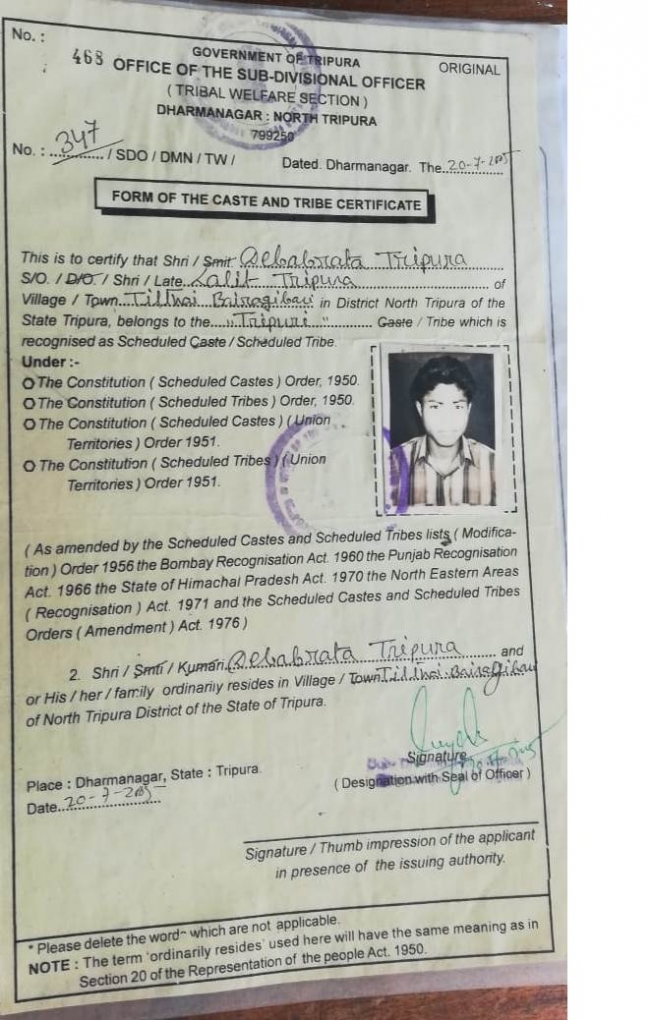 No. :
468
GOVERNMENT OF TRIPURA
ORIGINAL
OFFICE OF THE SUB-DIVISIONAL OFFICER
( TRIBAL WELFARE SECTION )
DHARMANAGAR : NORTH TRIPURA
799250
No. : 347 / SDO / DMN / TW / Dated. Dharmanagar. The 20-7-2005
FORM OF THE CASTE AND TRIBE CERTIFICATE
This is to certify that Shri / Smit. Debabrata Tripura
S/O. / D/O. / Shri / Late Lalit Tripura of
Village / Town Tilthai Bairagibari in District North Tripura of the
State Tripura, belongs to the "Tripuri" Caste / Tribe which is
recognised as Scheduled Caste / Scheduled Tribe.
Under :-
The Constitution ( Scheduled Castes ) Order, 1950.
The Constitution ( Scheduled Tribes ) Order, 1950.
The Constitution ( Scheduled Castes ) ( Union
Territories ) Order 1951.
The Constitution ( Scheduled Tribes ) ( Union
Territories ) Order 1951.
( As amended by the Scheduled Castes and Scheduled Tribes lists ( Modifica-
tion ) Order 1956 the Bombay Recognisation Act. 1960 the Punjab Recognisation
Act. 1966 the State of Himachal Pradesh Act. 1970 the North Eastern Areas
( Recognisation ) Act. 1971 and the Scheduled Castes and Scheduled Tribes
Orders ( Amendment ) Act. 1976 )
2. Shri / Smti / Kumari Debabrata Tripura and
or His / her / family ordinarily resides in Village / Town Tilthai Bairagibari
of North Tripura District of the State of Tripura.
Signature
Place : Dharmanagar, State : Tripura.
( Designation with Seal of Officer )
Date 20-7-2005
Signature / Thumb impression of the applicant
in presence of the issuing authority.
* Please delete the word which are not applicable.
NOTE : The term 'ordinarily resides' used here will have the same meaning as in
Section 20 of the Representation of the people Act. 1950.